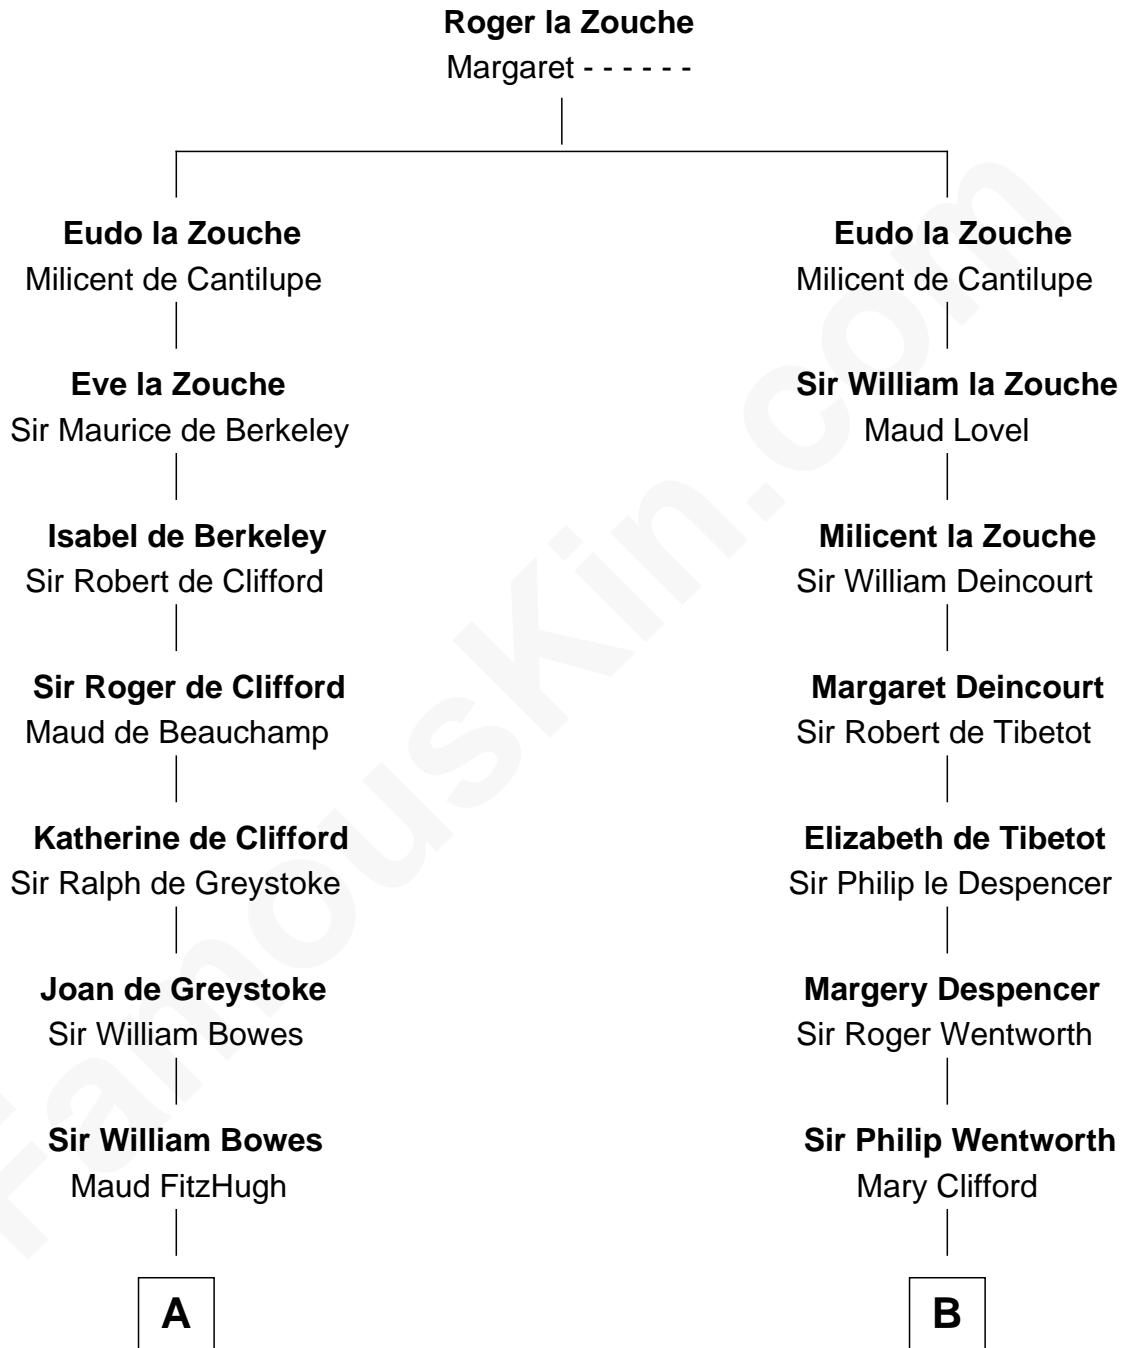 Roger la Zouche
Margaret - - - - - -
Eudo la Zouche
Milicent de Cantilupe
Eve la Zouche
Sir Maurice de Berkeley
Isabel de Berkeley
Sir Robert de Clifford
Sir Roger de Clifford
Maud de Beauchamp
Katherine de Clifford
Sir Ralph de Greystoke
Joan de Greystoke
Sir William Bowes
Sir William Bowes
Maud FitzHugh
A
Eudo la Zouche
Milicent de Cantilupe
Sir William la Zouche
Maud Lovel
Milicent la Zouche
Sir William Deincourt
Margaret Deincourt
Sir Robert de Tibetot
Elizabeth de Tibetot
Sir Philip le Despencer
Margery Despencer
Sir Roger Wentworth
Sir Philip Wentworth
Mary Clifford
B
FamousKin.com